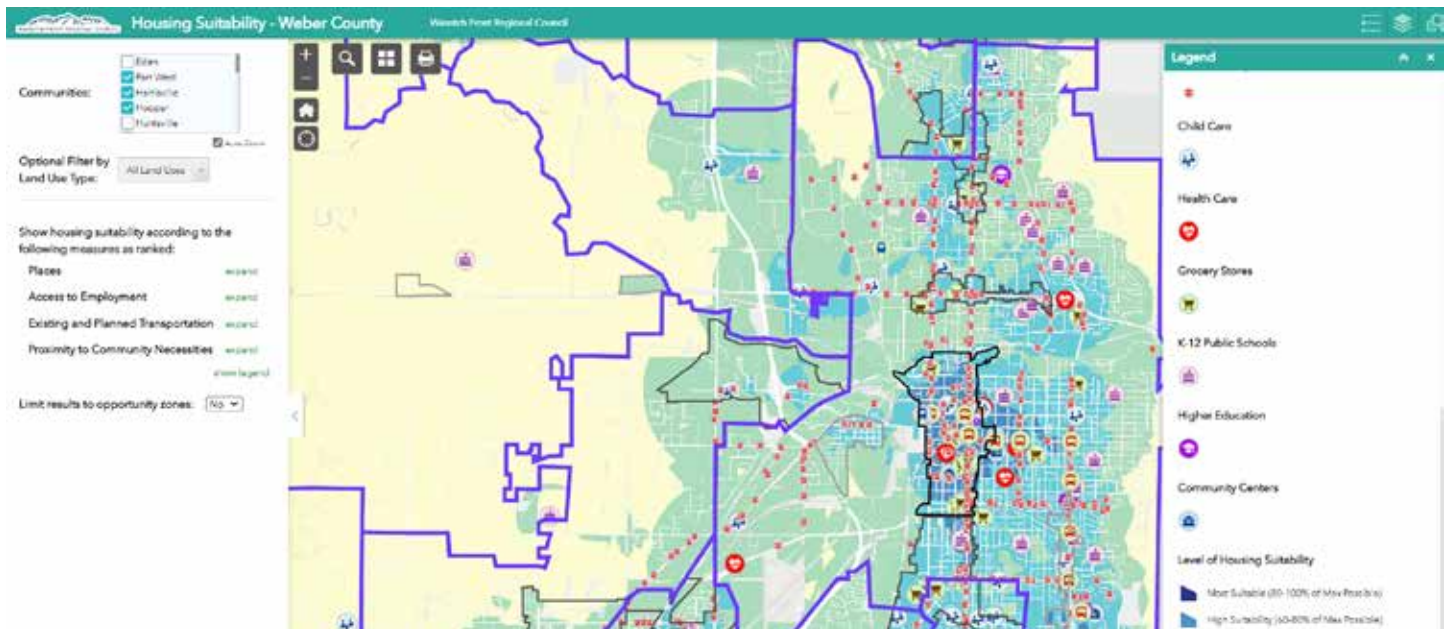 Housing Suitability - Weber County
Wasatch Front Regional Council
Communities:
Eden
Farr West
Harrisville
Hooper
Huntsville
Auto Zoom
Optional Filter by
Land Use Type:
All Land Uses
Show housing suitability according to the
following measures as ranked:
Places expand
Access to Employment expand
Existing and Planned Transportation expand
Proximity to Community Necessities expand
show legend
Limit results to opportunity zones: No
+
−
Legend
Child Care
Health Care
Grocery Stores
K-12 Public Schools
Higher Education
Community Centers
Level of Housing Suitability
Most Suitable (80-100% of Max Possible)
High Suitability (60-80% of Max Possible)